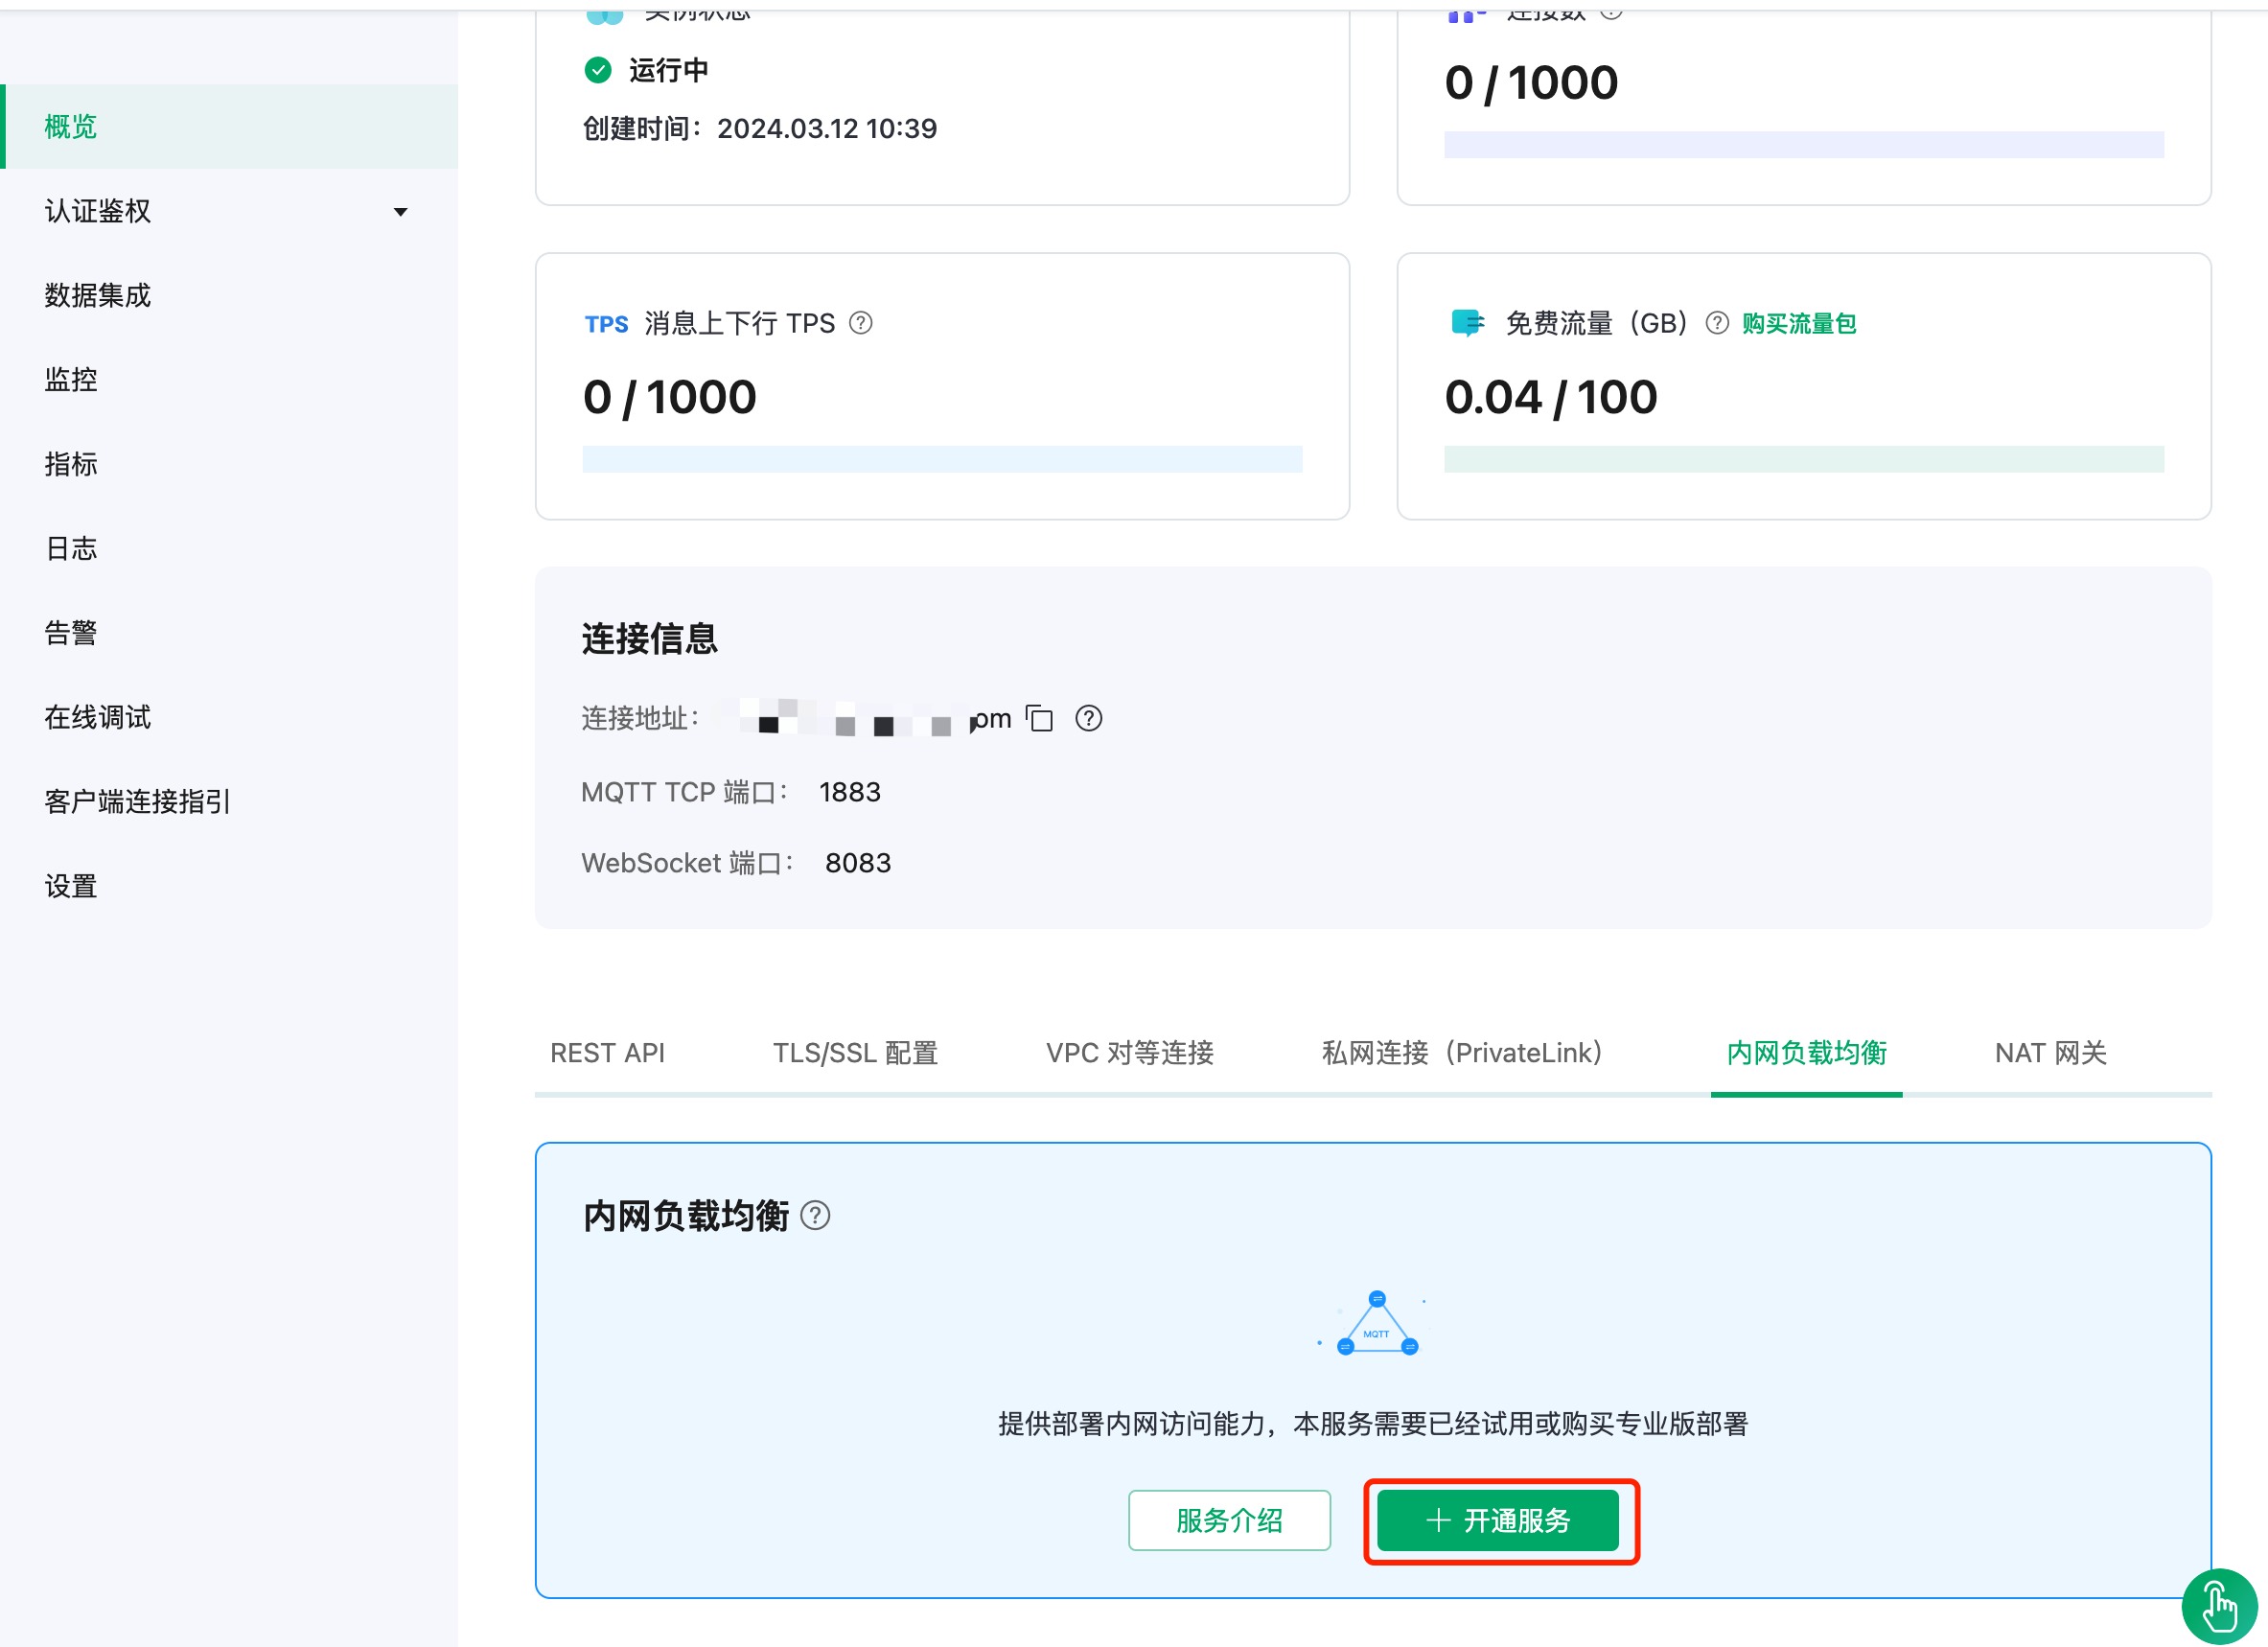 实例状态
连接数
运行中
0 / 1000
创建时间：2024.03.12 10:39
概览
认证鉴权
数据集成
监控
指标
日志
告警
在线调试
客户端连接指引
设置
TPS 消息上下行 TPS ?
0 / 1000
免费流量（GB） ? 购买流量包
0.04 / 100
连接信息
连接地址： om ?
MQTT TCP 端口： 1883
WebSocket 端口： 8083
REST API TLS/SSL 配置 VPC 对等连接 私网连接（PrivateLink） 内网负载均衡 NAT 网关
内网负载均衡 ?
MQTT
提供部署内网访问能力，本服务需要已经试用或购买专业版部署
服务介绍 + 开通服务